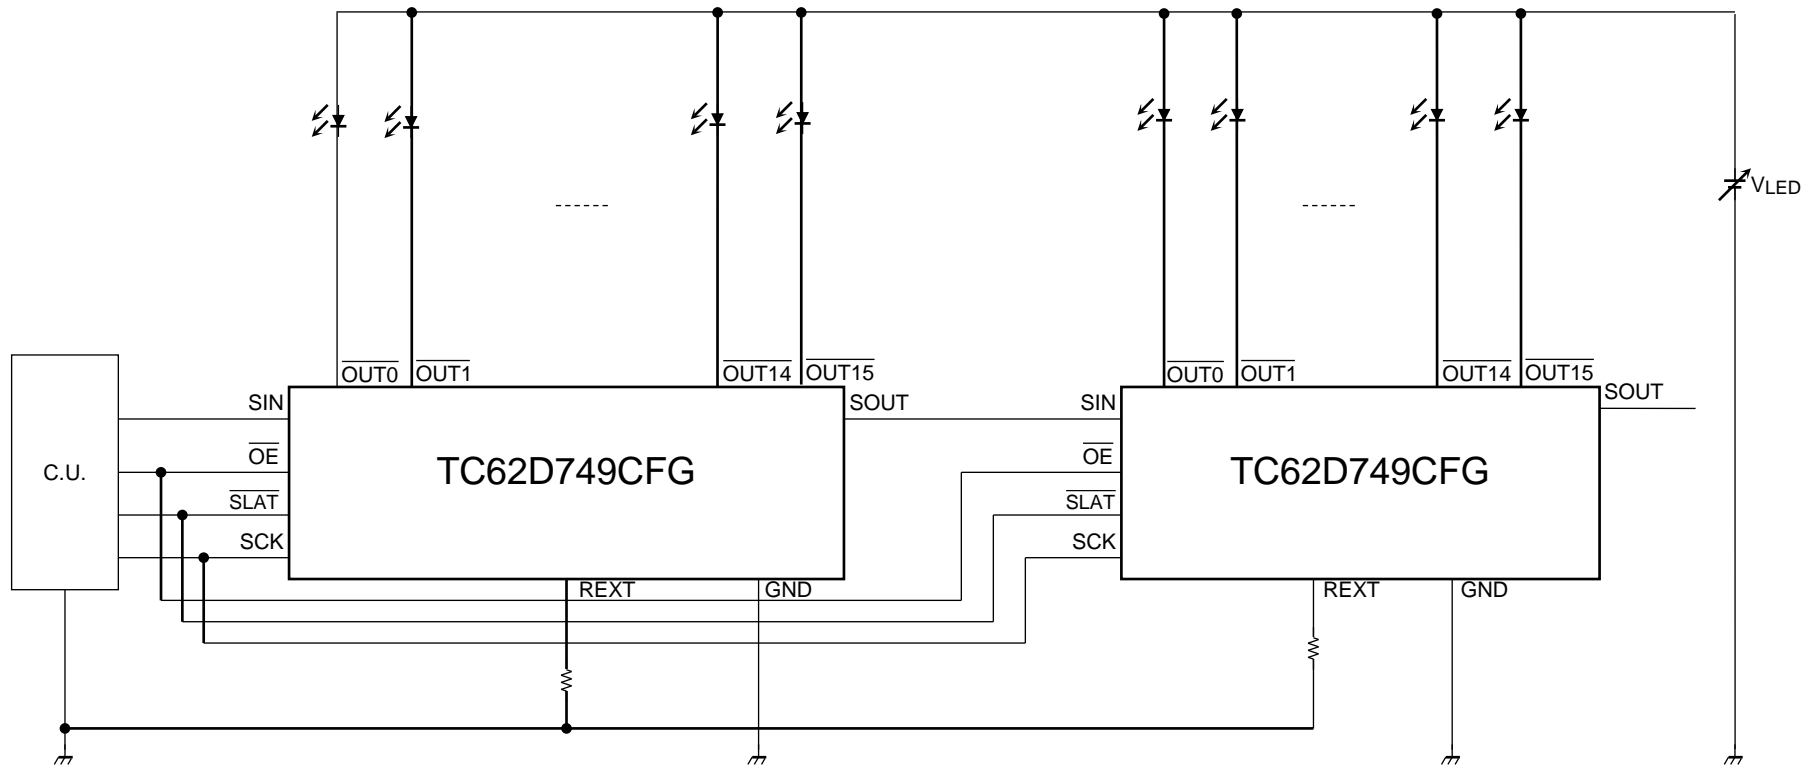 VLED
OUT0 OUT1 OUT14 OUT15 OUT0 OUT1 OUT14 OUT15
SIN SOUT SIN SOUT
C.U. OE TC62D749CFG OE TC62D749CFG
SLAT SLAT
SCK SCK
REXT GND REXT GND